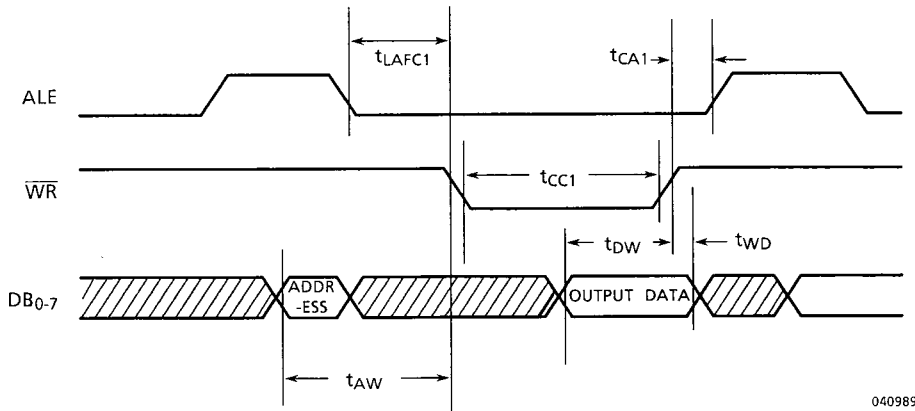 tLAFC1
tCA1
ALE
tCC1
WR
tDW
tWD
DB0-7
ADDR
-ESS
OUTPUT DATA
tAW
040989